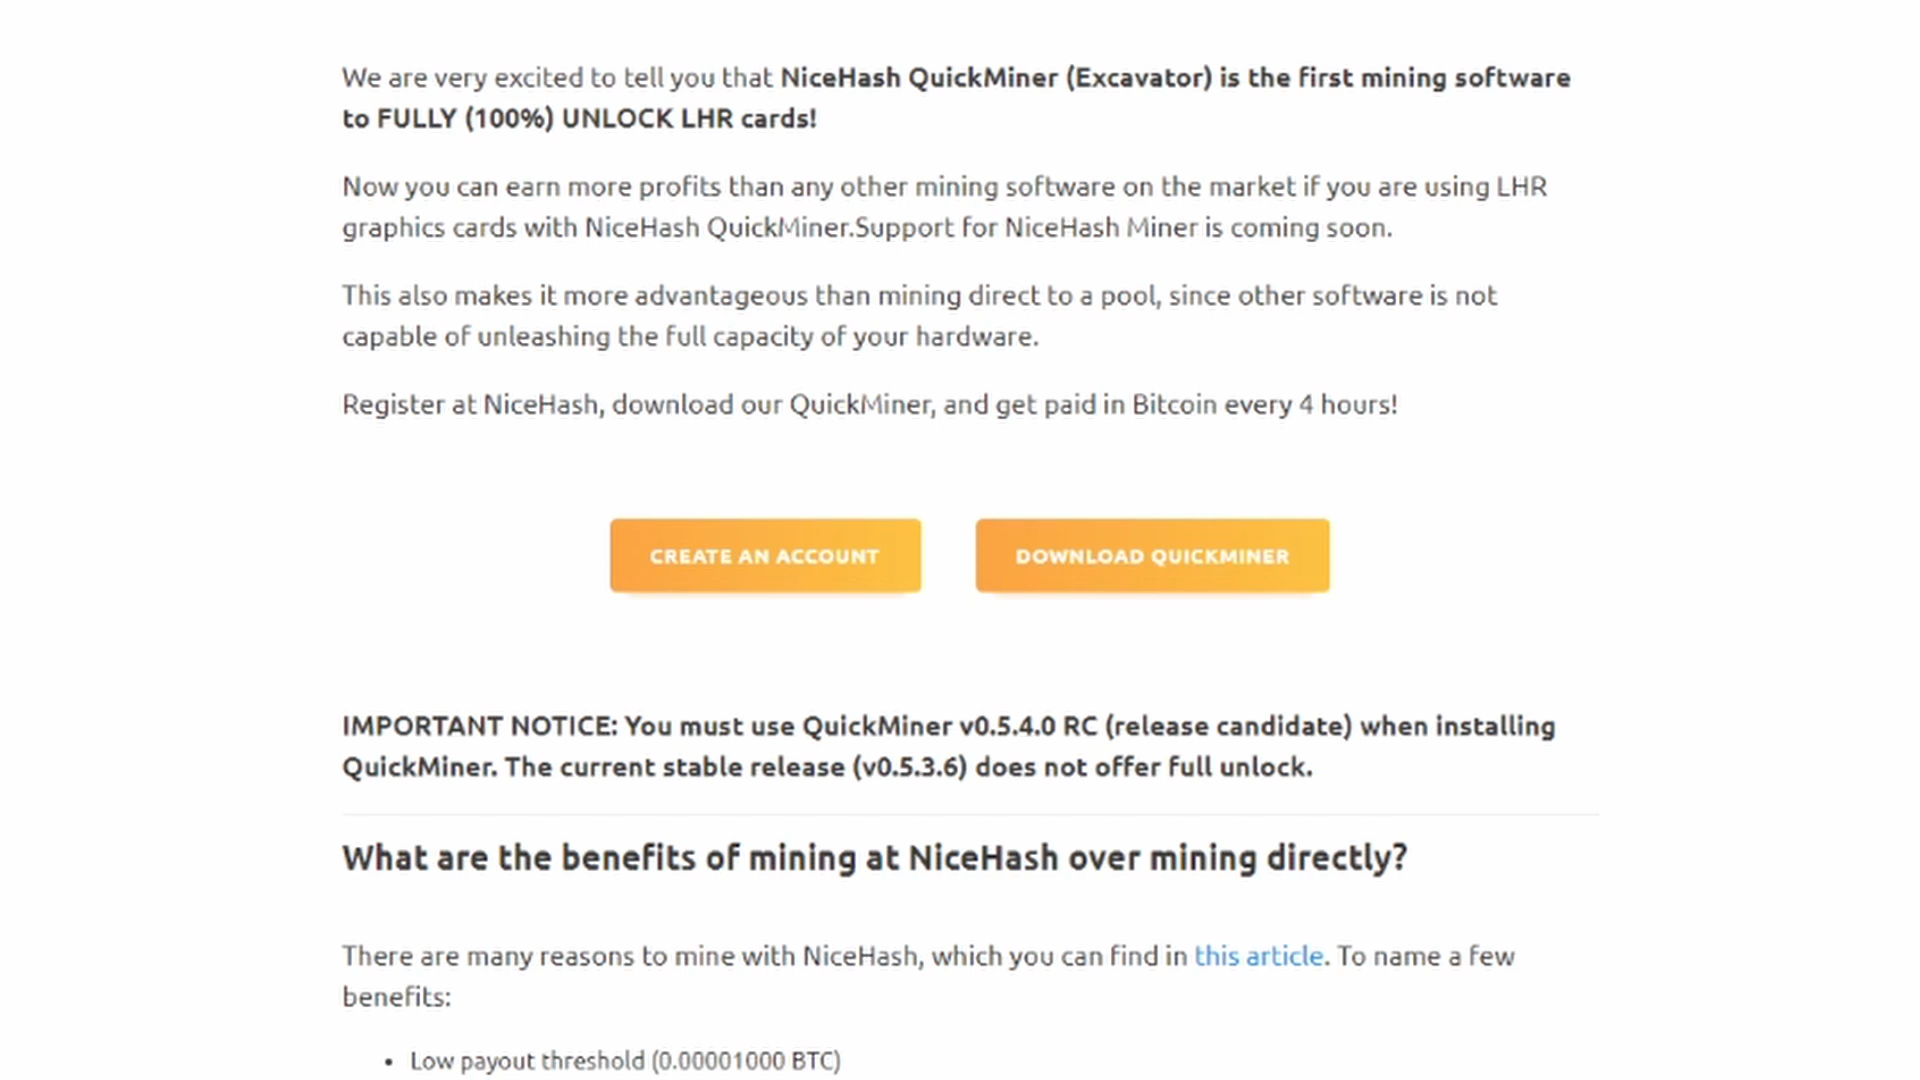 We are very excited to tell you that NiceHash QuickMiner (Excavator) is the first mining software
to FULLY (100%) UNLOCK LHR cards!
Now you can earn more profits than any other mining software on the market if you are using LHR
graphics cards with NiceHash QuickMiner.Support for NiceHash Miner is coming soon.
This also makes it more advantageous than mining direct to a pool, since other software is not
capable of unleashing the full capacity of your hardware.
Register at NiceHash, download our QuickMiner, and get paid in Bitcoin every 4 hours!
CREATE AN ACCOUNT
DOWNLOAD QUICKMINER
IMPORTANT NOTICE: You must use QuickMiner v0.5.4.0 RC (release candidate) when installing
QuickMiner. The current stable release (v0.5.3.6) does not offer full unlock.
What are the benefits of mining at NiceHash over mining directly?
There are many reasons to mine with NiceHash, which you can find in this article. To name a few
benefits:
• Low payout threshold (0.00001000 BTC)